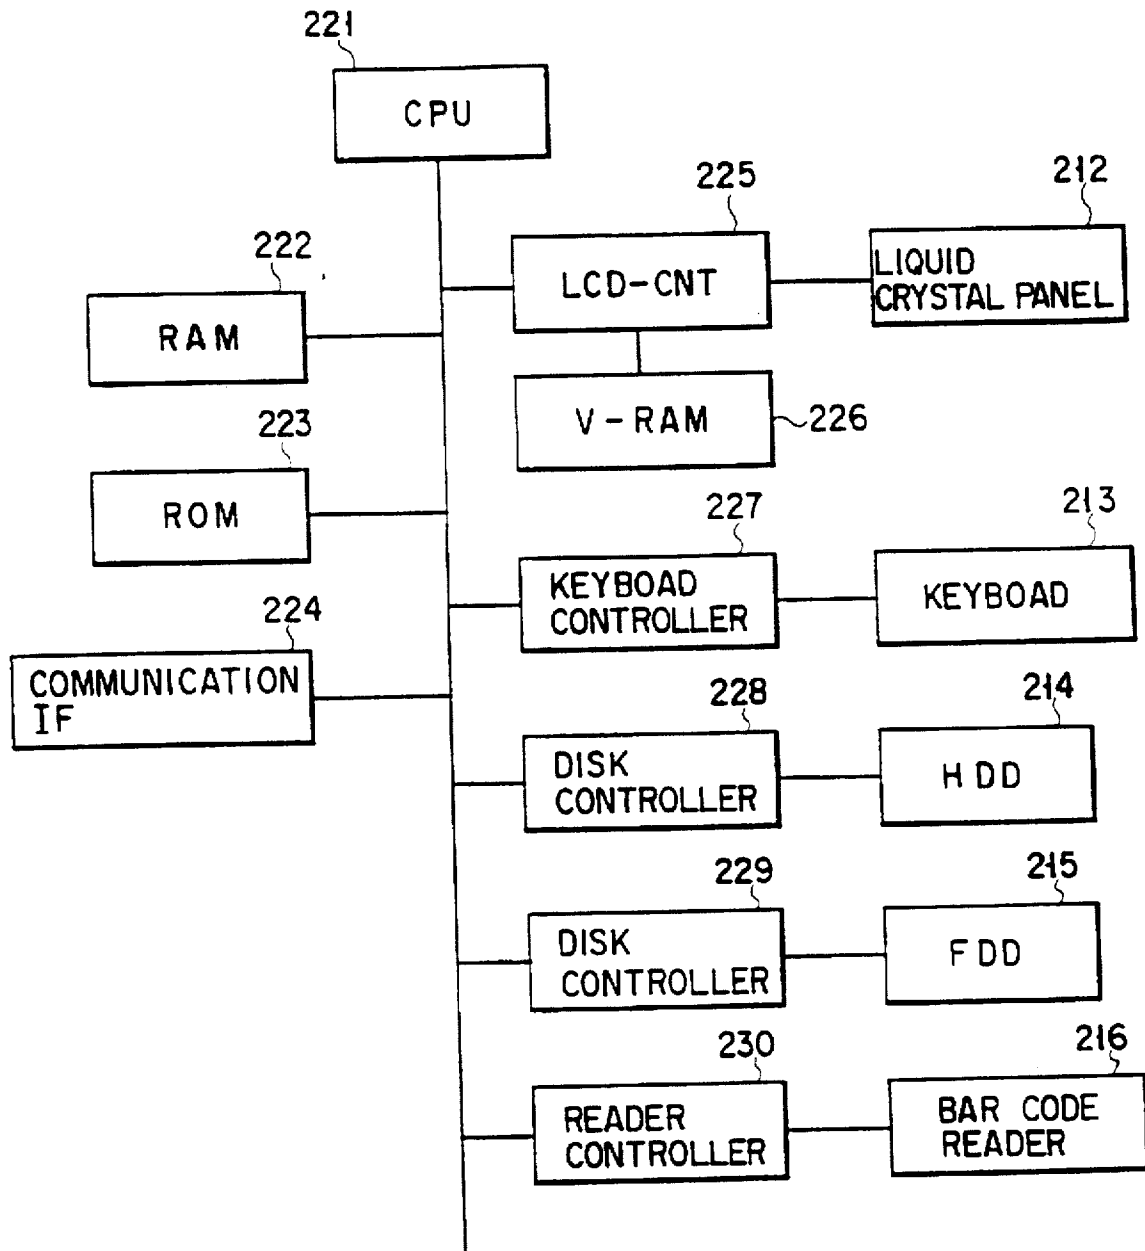 221
CPU
225
212
222
LCD-CNT
LIQUID
CRYSTAL PANEL
RAM
V-RAM
226
223
ROM
227
213
KEYBOAD
CONTROLLER
KEYBOAD
224
COMMUNICATION
IF
228
214
DISK
CONTROLLER
HDD
229
215
DISK
CONTROLLER
FDD
230
216
READER
CONTROLLER
BAR CODE
READER